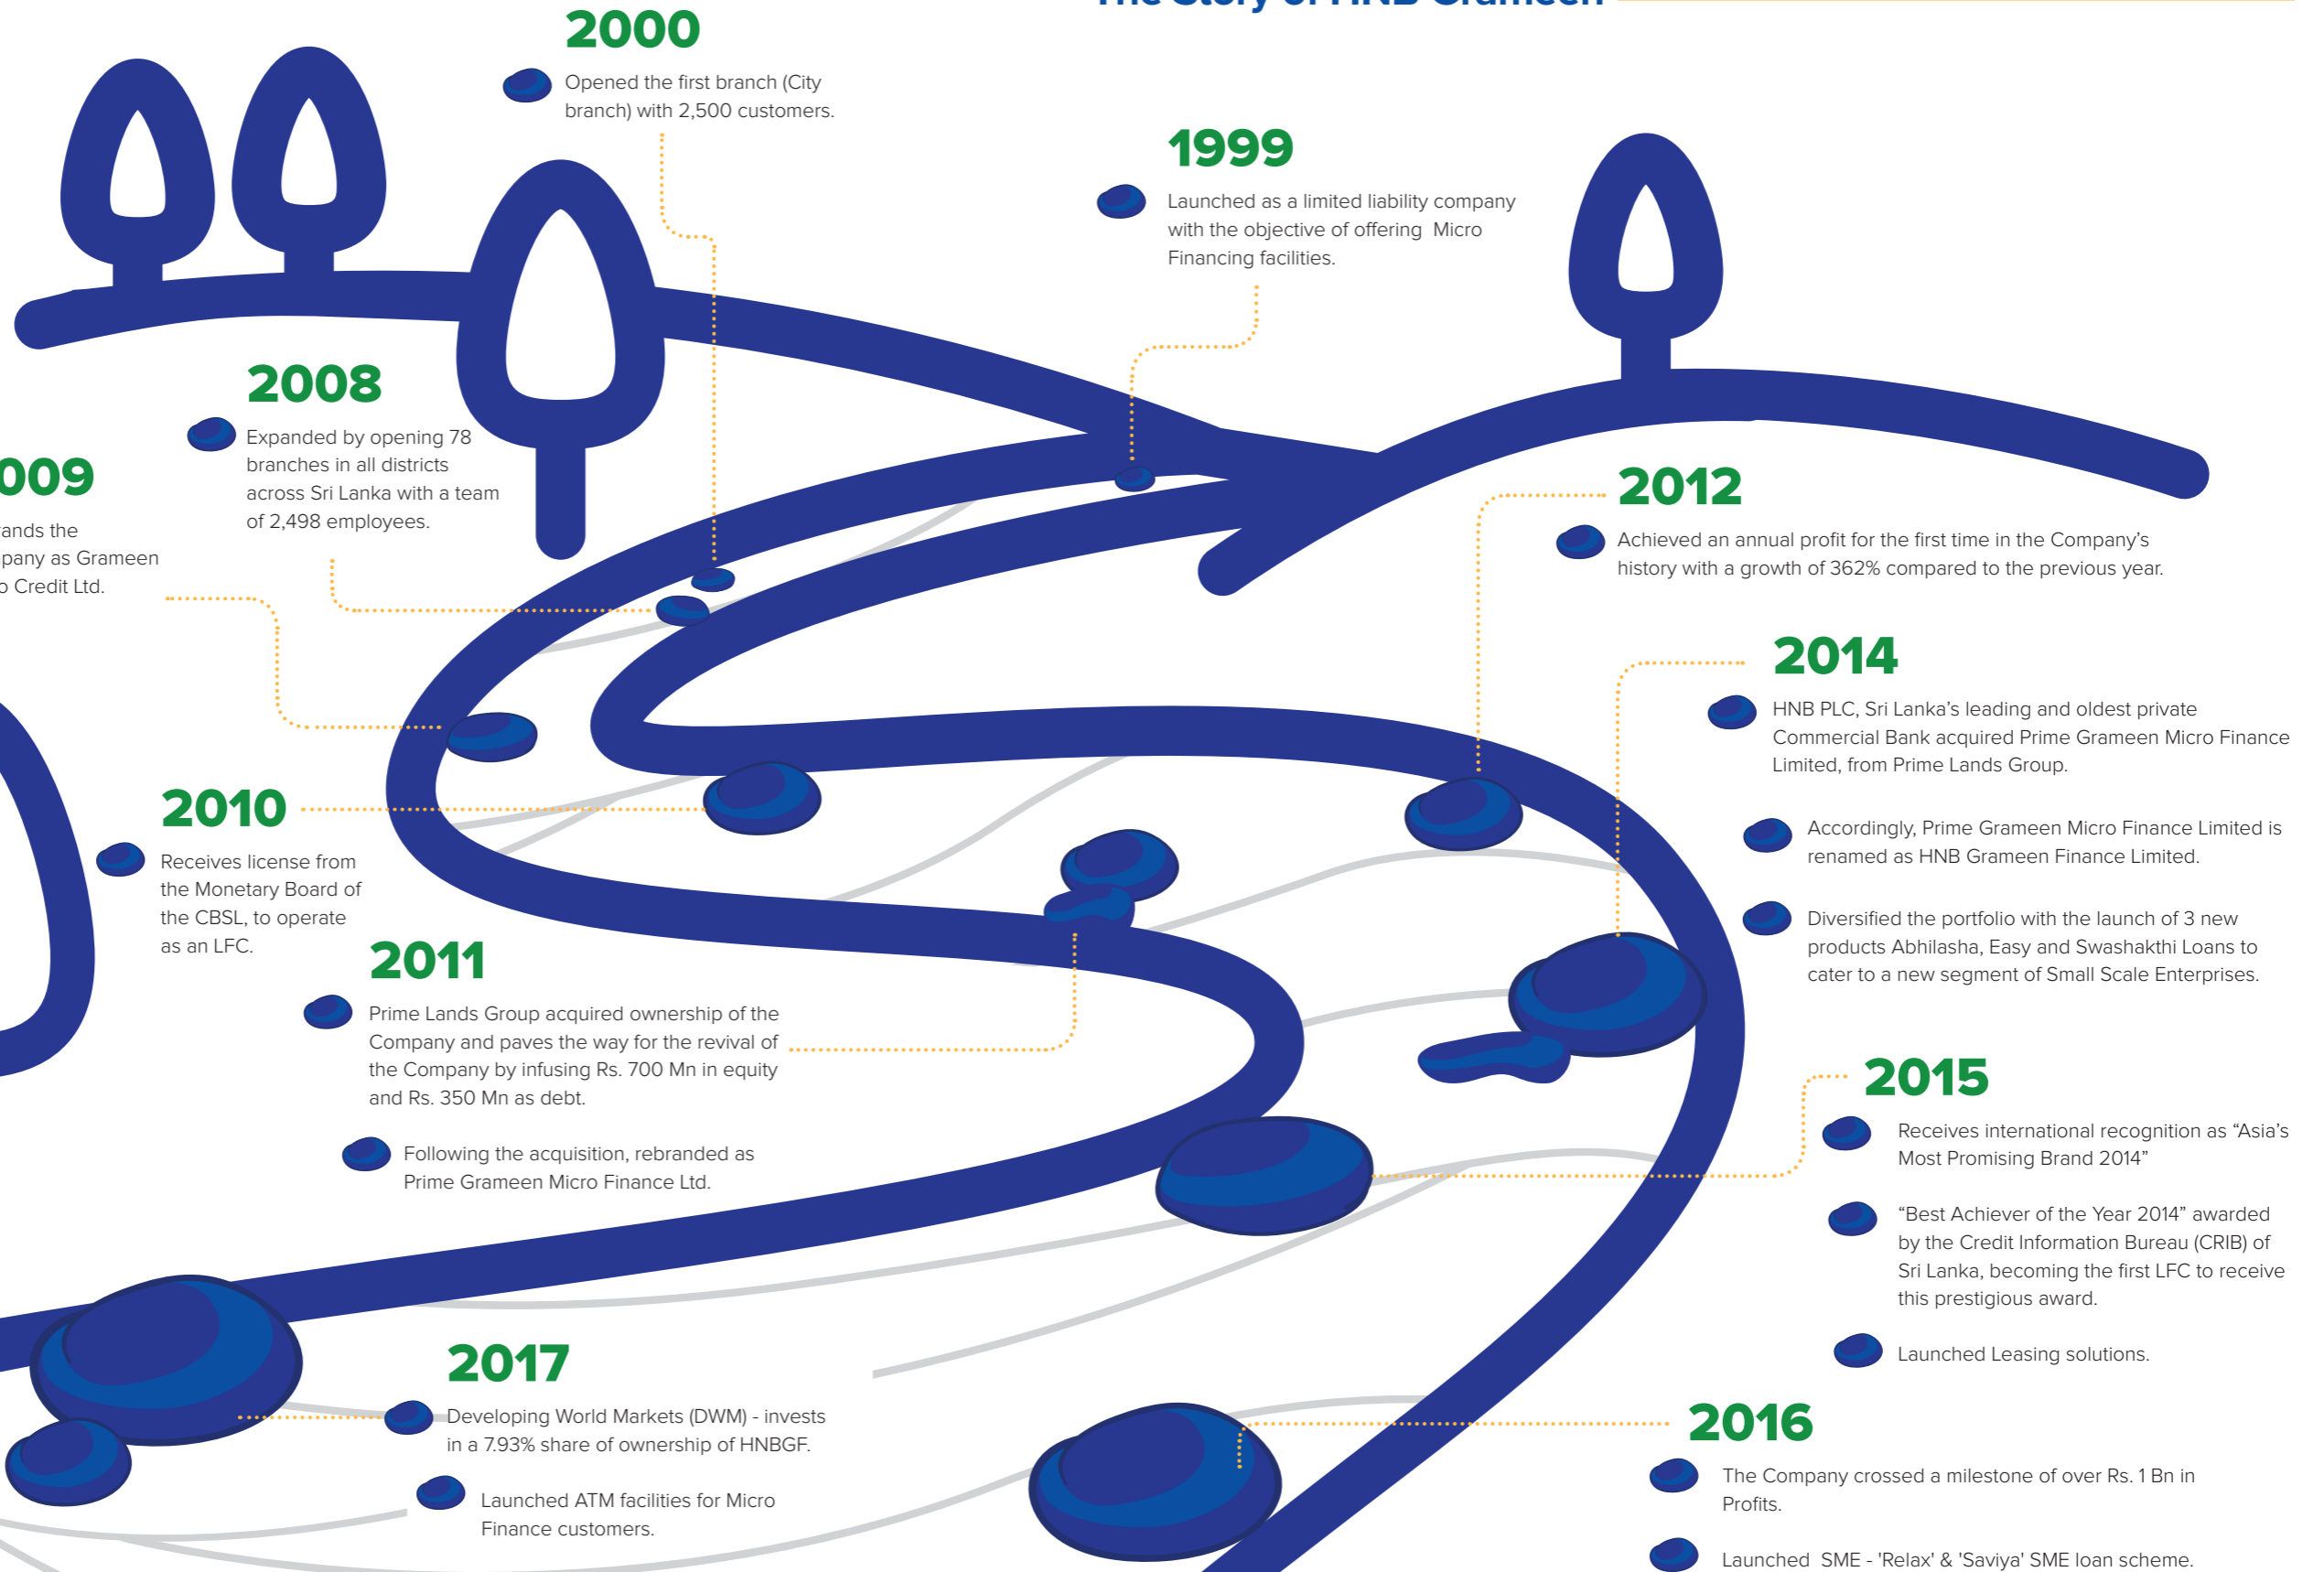 The Story of HNB Grameen
2000
Opened the first branch (City
branch) with 2,500 customers.
1999
Launched as a limited liability company
with the objective of offering Micro
Financing facilities.
2008
Expanded by opening 78
branches in all districts
across Sri Lanka with a team
of 2,498 employees.
009
ands the
pany as Grameen
o Credit Ltd.
2010
Receives license from
the Monetary Board of
the CBSL, to operate
as an LFC.
2011
Prime Lands Group acquired ownership of the
Company and paves the way for the revival of
the Company by infusing Rs. 700 Mn in equity
and Rs. 350 Mn as debt.
Following the acquisition, rebranded as
Prime Grameen Micro Finance Ltd.
2012
Achieved an annual profit for the first time in the Company’s
history with a growth of 362% compared to the previous year.
2014
HNB PLC, Sri Lanka’s leading and oldest private
Commercial Bank acquired Prime Grameen Micro Finance
Limited, from Prime Lands Group.
Accordingly, Prime Grameen Micro Finance Limited is
renamed as HNB Grameen Finance Limited.
Diversified the portfolio with the launch of 3 new
products Abhilasha, Easy and Swashakthi Loans to
cater to a new segment of Small Scale Enterprises.
2015
Receives international recognition as “Asia’s
Most Promising Brand 2014”
“Best Achiever of the Year 2014” awarded
by the Credit Information Bureau (CRIB) of
Sri Lanka, becoming the first LFC to receive
this prestigious award.
Launched Leasing solutions.
2016
The Company crossed a milestone of over Rs. 1 Bn in
Profits.
Launched SME - 'Relax' & 'Saviya' SME loan scheme.
2017
Developing World Markets (DWM) - invests
in a 7.93% share of ownership of HNBGF.
Launched ATM facilities for Micro
Finance customers.